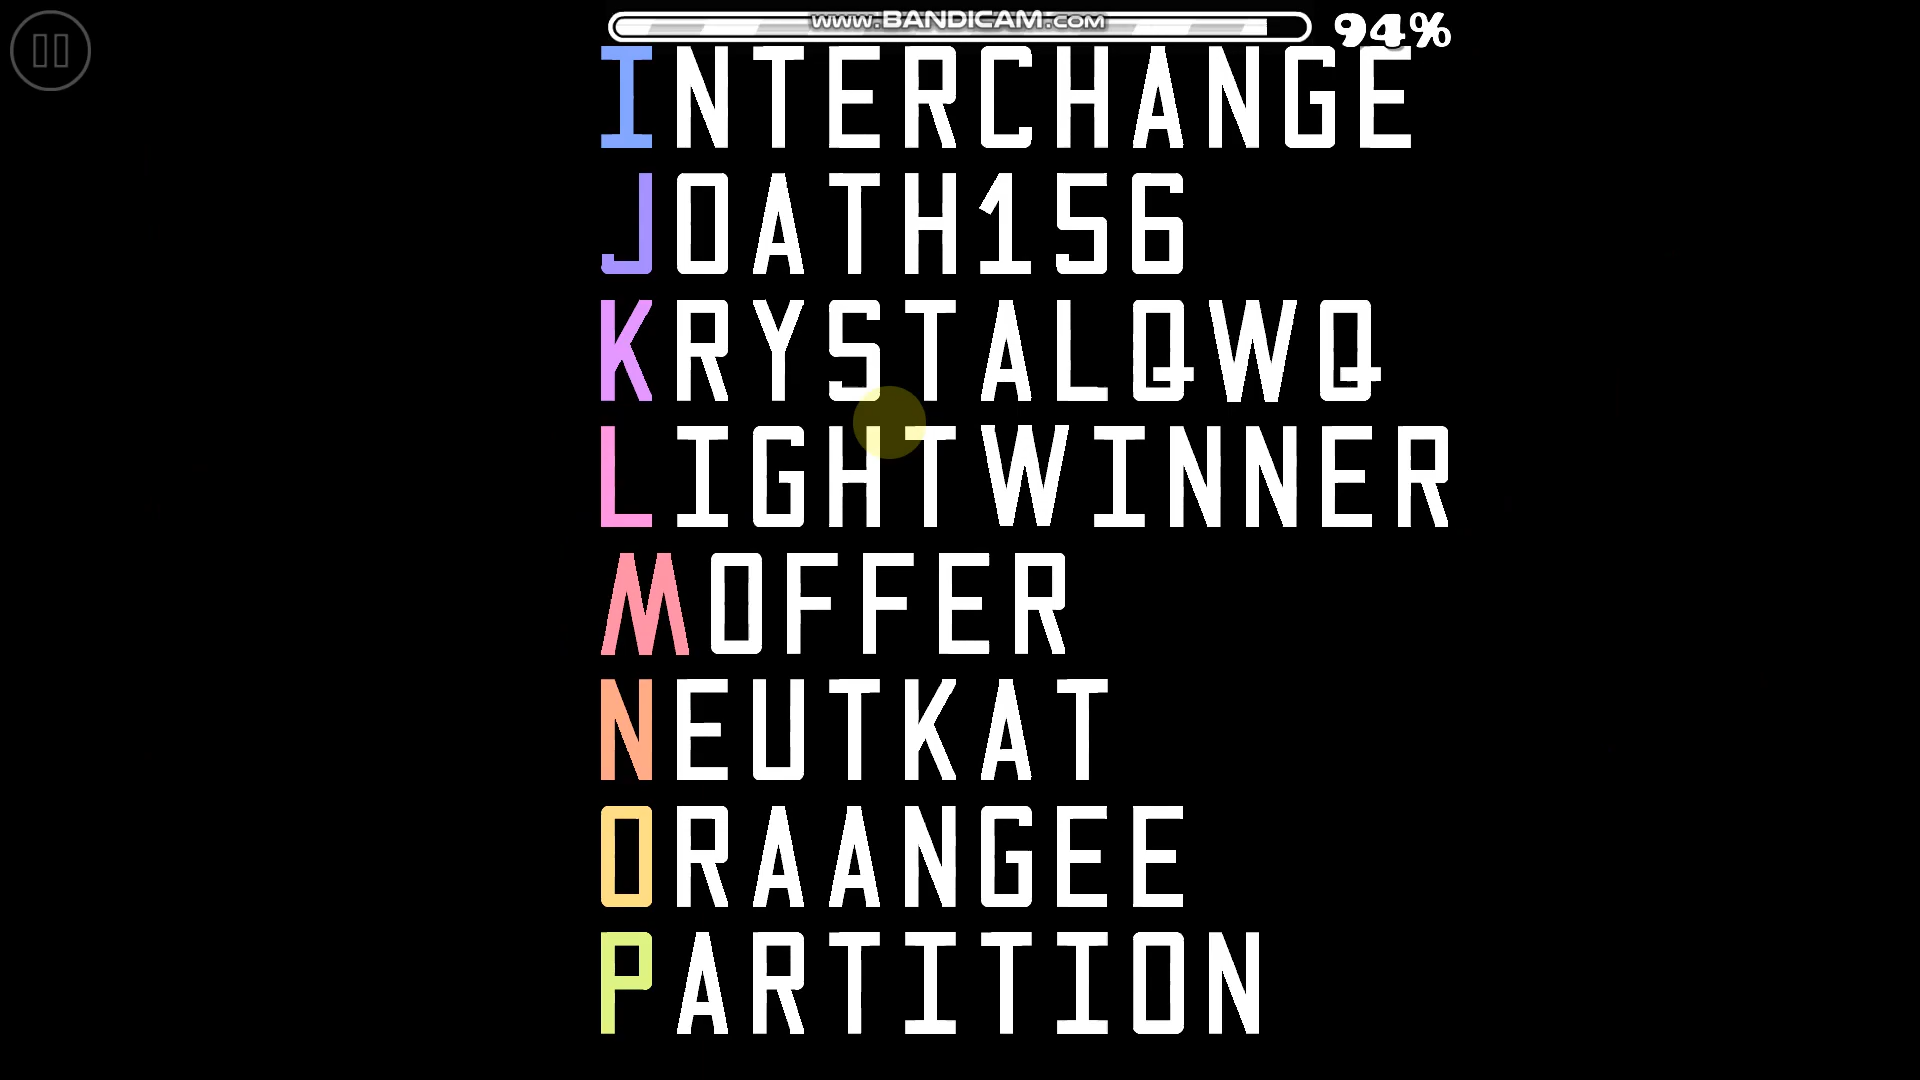 www.BANDICAM.com
94%
INTERCHANGE
JOATH156
KRYSTALQWQ
LIGHTWINNER
MOFFER
NEUTKAT
ORAANGEE
PARTITION